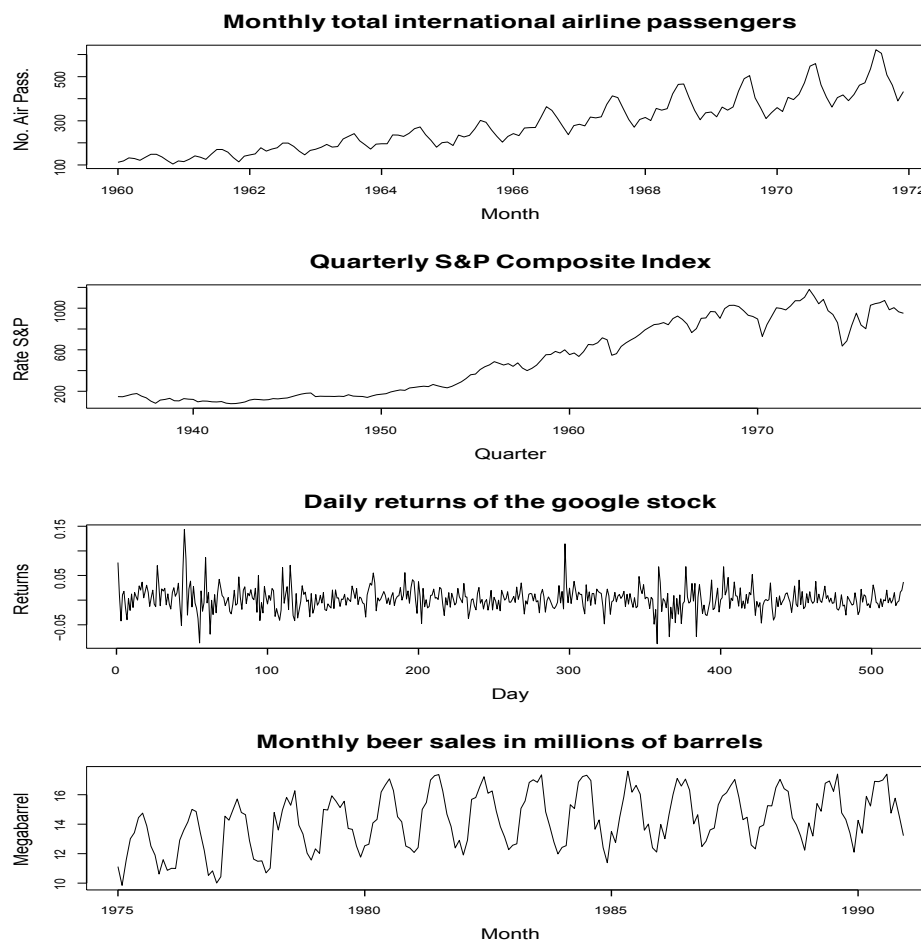 Monthly total international airline passengers
No. Air Pass.
500
300
100
1960 1962 1964 1966 1968 1970 1972
Month
Quarterly S&P Composite Index
Rate S&P
1000
600
200
1940 1950 1960 1970
Quarter
Daily returns of the google stock
Returns
0.15
0.05
−0.05
0 100 200 300 400 500
Day
Monthly beer sales in millions of barrels
Megabarrel
16
14
12
10
1975 1980 1985 1990
Month